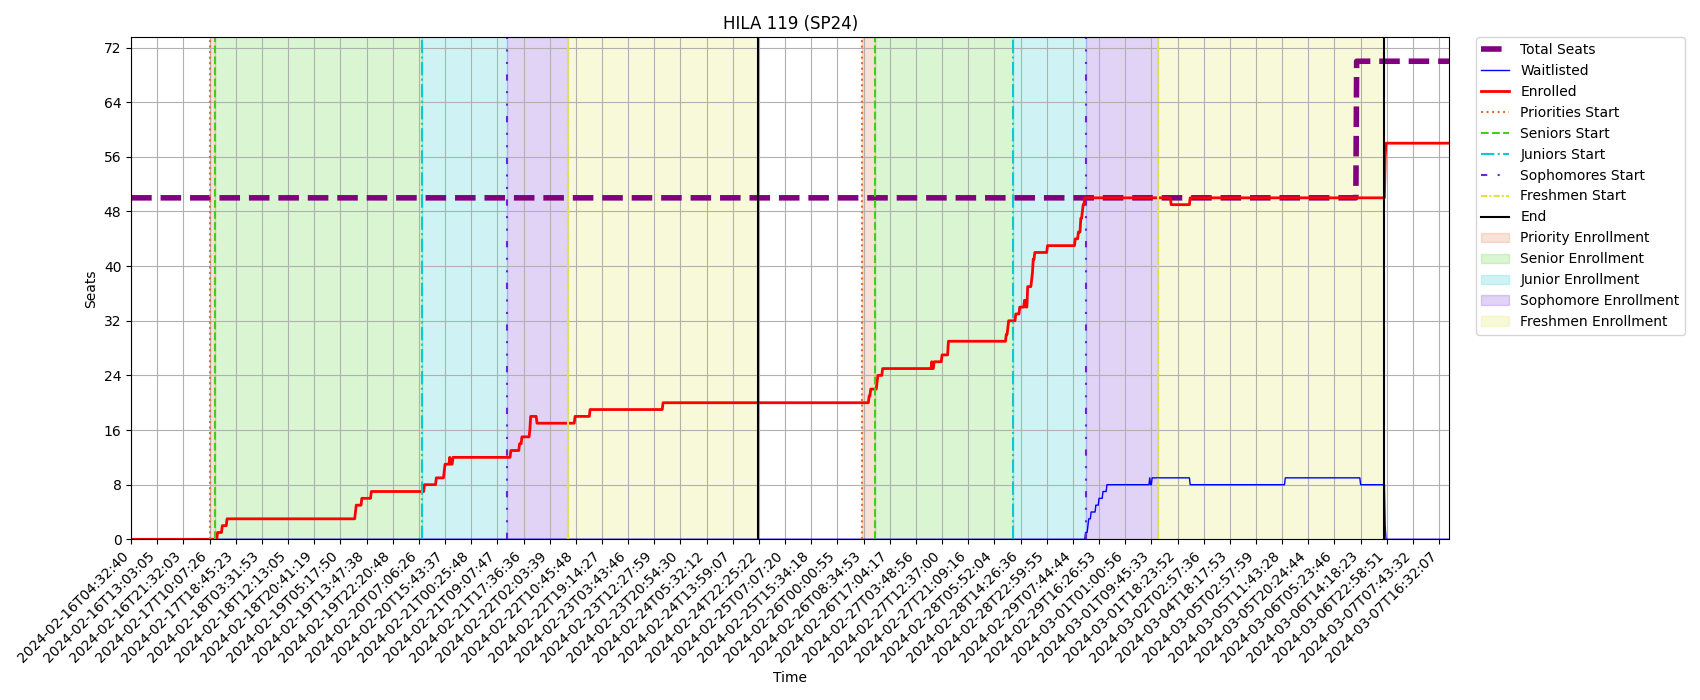 HILA 119 (SP24)
72
64
56
48
40
32
24
16
8
0
Seats
2024-02-16T04:32:40
2024-02-16T13:03:05
2024-02-16T21:32:03
2024-02-17T10:07:26
2024-02-17T18:45:23
2024-02-18T03:31:53
2024-02-18T12:13:05
2024-02-18T20:41:19
2024-02-19T05:17:50
2024-02-19T13:47:38
2024-02-19T22:20:48
2024-02-20T07:06:26
2024-02-20T15:43:37
2024-02-21T00:25:48
2024-02-21T09:07:47
2024-02-21T17:36:36
2024-02-22T02:03:39
2024-02-22T10:45:48
2024-02-22T19:14:27
2024-02-23T03:43:46
2024-02-23T12:27:59
2024-02-23T20:54:30
2024-02-24T05:32:12
2024-02-24T13:59:07
2024-02-24T22:25:22
2024-02-25T07:07:20
2024-02-25T15:34:18
2024-02-26T00:00:55
2024-02-26T08:34:53
2024-02-26T17:04:17
2024-02-27T03:48:56
2024-02-27T12:37:00
2024-02-27T21:09:16
2024-02-28T05:52:04
2024-02-28T14:26:36
2024-02-28T22:59:55
2024-02-29T07:44:44
2024-02-29T16:26:53
2024-03-01T01:00:56
2024-03-01T09:45:33
2024-03-01T18:23:52
2024-03-02T02:57:36
2024-03-04T18:17:53
2024-03-05T02:57:59
2024-03-05T11:43:28
2024-03-05T20:24:44
2024-03-06T05:23:46
2024-03-06T14:18:23
2024-03-06T22:58:51
2024-03-07T07:43:32
2024-03-07T16:32:07
Time
Total Seats
Waitlisted
Enrolled
Priorities Start
Seniors Start
Juniors Start
Sophomores Start
Freshmen Start
End
Priority Enrollment
Senior Enrollment
Junior Enrollment
Sophomore Enrollment
Freshmen Enrollment